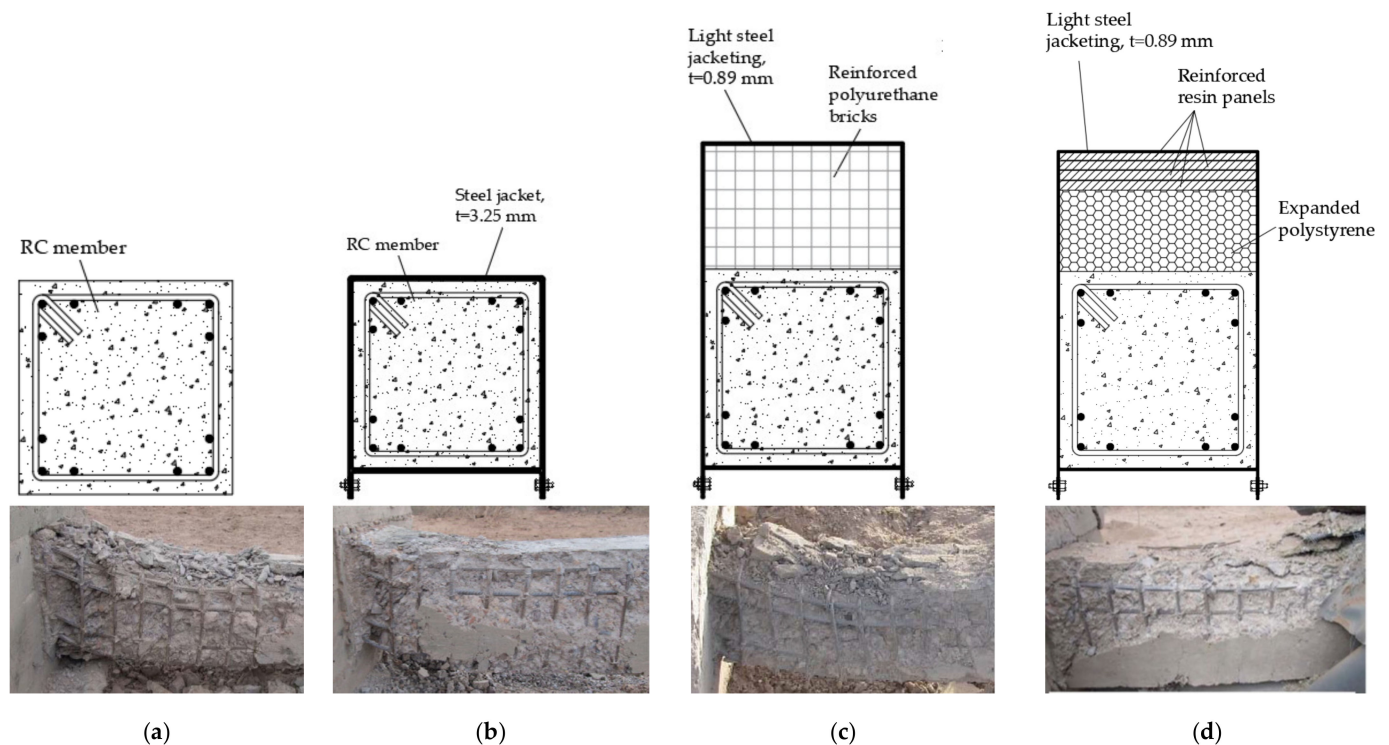 RC member
Steel jacket,
t=3.25 mm
RC member
Light steel
jacketing,
t=0.89 mm
Reinforced
polyurethane
bricks
Light steel
jacketing, t=0.89 mm
Reinforced
resin panels
Expanded
polystyrene
(a)
(b)
(c)
(d)